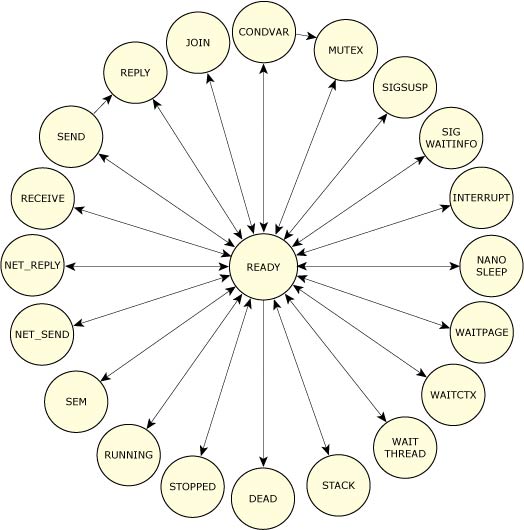 CONDVAR
JOIN
MUTEX
REPLY
SIGSUSP
SEND
SIG
WAITINFO
RECEIVE
INTERRUPT
NET_REPLY
READY
NANO
SLEEP
NET_SEND
WAITPAGE
SEM
WAITCTX
RUNNING
WAIT
THREAD
STOPPED
DEAD
STACK